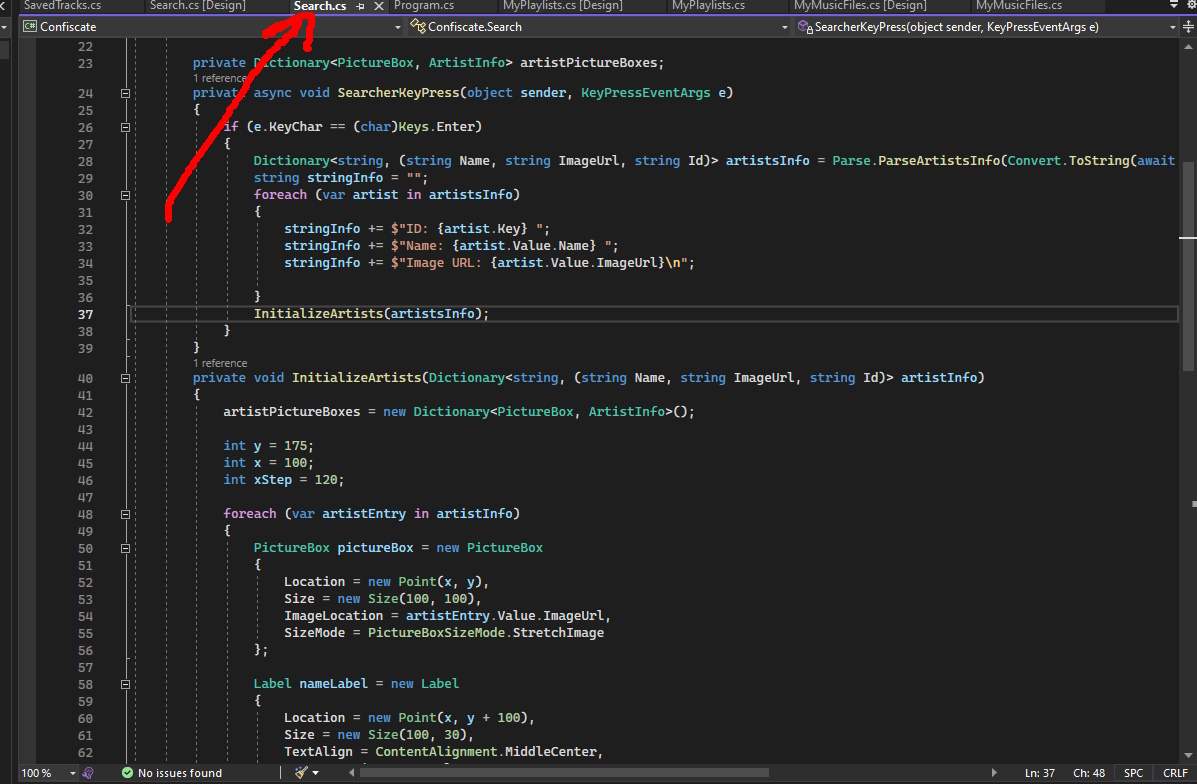 SavedTracks.cs Search.cs [Design] Search.cs Program.cs MyPlaylists.cs [Design] MyPlaylists.cs MyMusicFiles.cs [Design] MyMusicFiles.cs
C# Confiscate Confiscate.Search SearcherKeyPress(object sender, KeyPressEventArgs e)
22
23 private Dictionary<PictureBox, ArtistInfo> artistPictureBoxes;
1 reference
24 private async void SearcherKeyPress(object sender, KeyPressEventArgs e)
25 {
26 if (e.KeyChar == (char)Keys.Enter)
27 {
28 Dictionary<string, (string Name, string ImageUrl, string Id)> artistsInfo = Parse.ParseArtistsInfo(Convert.ToString(await
29 string stringInfo = "";
30 foreach (var artist in artistsInfo)
31 {
32 stringInfo += $"ID: {artist.Key} ";
33 stringInfo += $"Name: {artist.Value.Name} ";
34 stringInfo += $"Image URL: {artist.Value.ImageUrl}\n";
35
36 }
37 InitializeArtists(artistsInfo);
38 }
39 }
1 reference
40 private void InitializeArtists(Dictionary<string, (string Name, string ImageUrl, string Id)> artistInfo)
41 {
42 artistPictureBoxes = new Dictionary<PictureBox, ArtistInfo>();
43
44 int y = 175;
45 int x = 100;
46 int xStep = 120;
47
48 foreach (var artistEntry in artistInfo)
49 {
50 PictureBox pictureBox = new PictureBox
51 {
52 Location = new Point(x, y),
53 Size = new Size(100, 100),
54 ImageLocation = artistEntry.Value.ImageUrl,
55 SizeMode = PictureBoxSizeMode.StretchImage
56 };
57
58 Label nameLabel = new Label
59 {
60 Location = new Point(x, y + 100),
61 Size = new Size(100, 30),
62 TextAlign = ContentAlignment.MiddleCenter,
100 % No issues found Ln: 37 Ch: 48 SPC CRLF